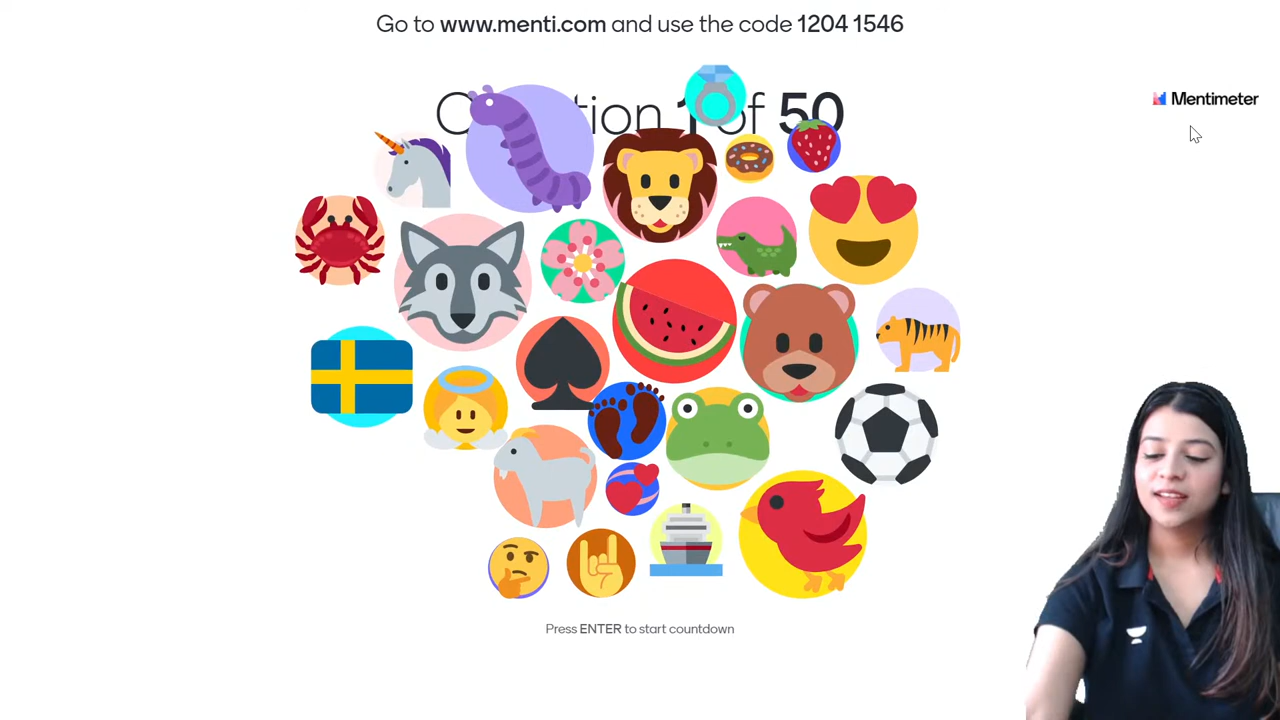 Go to www.menti.com and use the code 1204 1546
Mentimeter
of 50
Press ENTER to start countdown